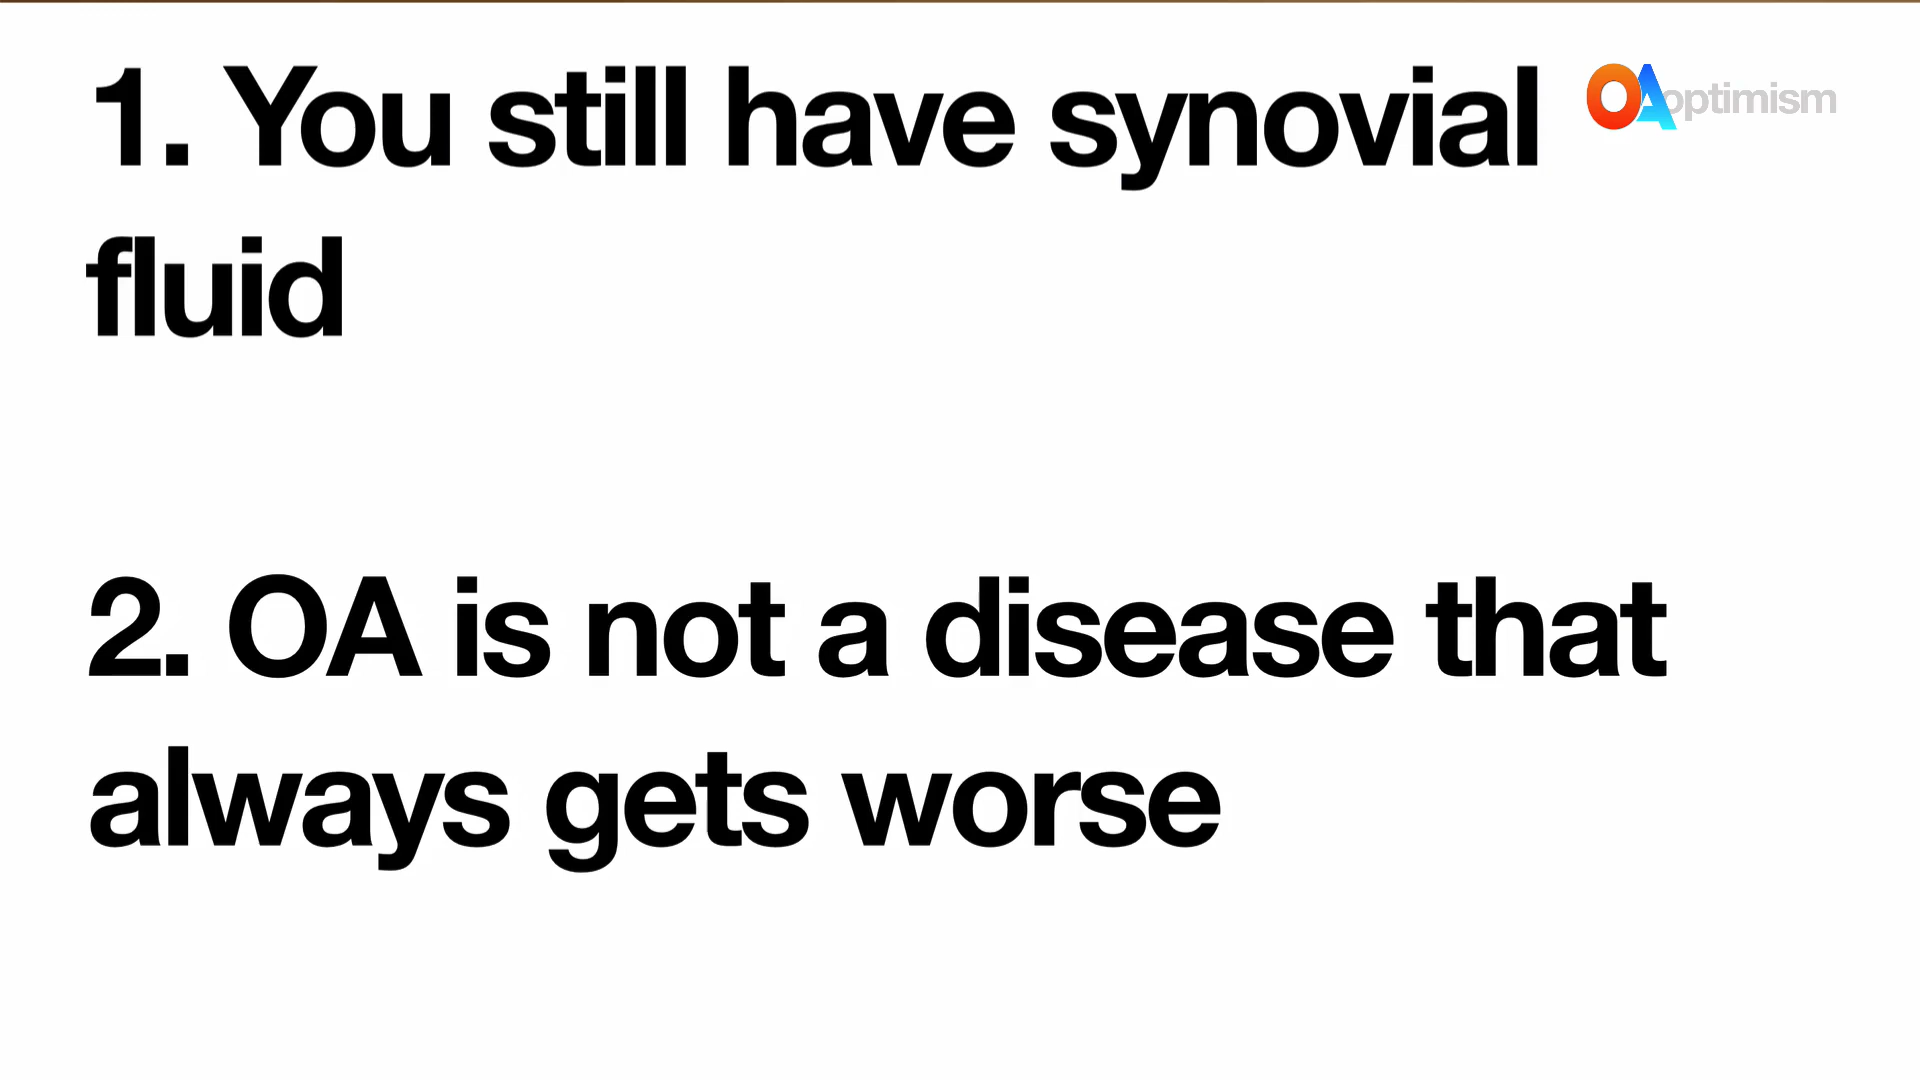 1. You still have synovial
OAoptimism
fluid
2. OA is not a disease that
always gets worse